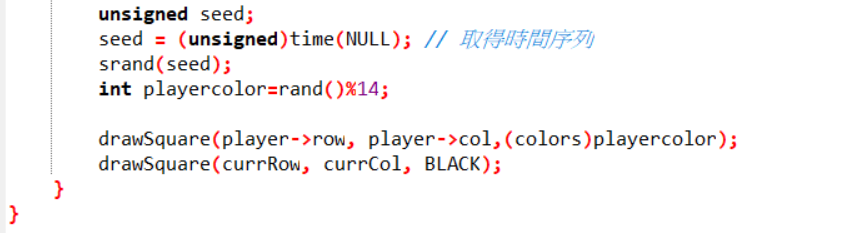 unsigned seed;
seed = (unsigned)time(NULL); // 取得時間序列
srand(seed);
int playercolor=rand()%14;
drawSquare(player->row, player->col,(colors)playercolor);
drawSquare(currRow, currCol, BLACK);
}
}